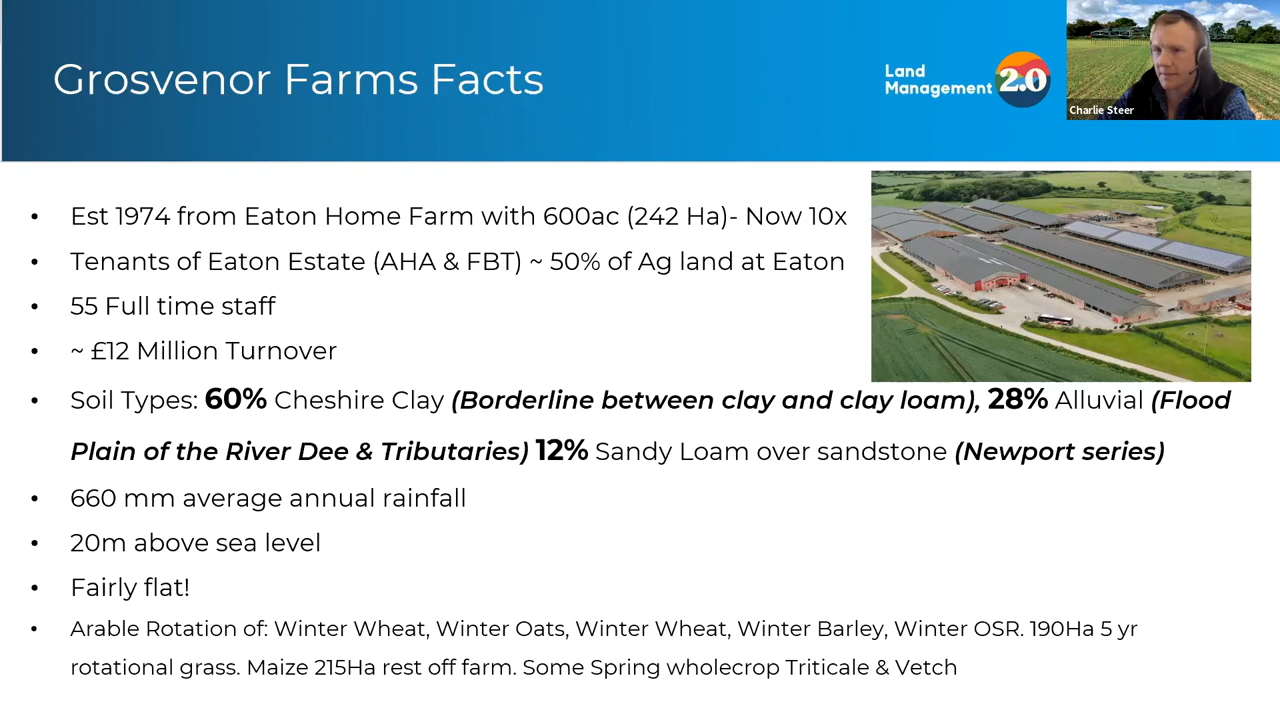 Grosvenor Farms Facts
Land
Management 2.0
Charlie Steer
• Est 1974 from Eaton Home Farm with 600ac (242 Ha)- Now 10x
• Tenants of Eaton Estate (AHA & FBT) ~ 50% of Ag land at Eaton
• 55 Full time staff
• ~ £12 Million Turnover
• Soil Types: 60% Cheshire Clay (Borderline between clay and clay loam), 28% Alluvial (Flood
Plain of the River Dee & Tributaries) 12% Sandy Loam over sandstone (Newport series)
• 660 mm average annual rainfall
• 20m above sea level
• Fairly flat!
• Arable Rotation of: Winter Wheat, Winter Oats, Winter Wheat, Winter Barley, Winter OSR. 190Ha 5 yr
rotational grass. Maize 215Ha rest off farm. Some Spring wholecrop Triticale & Vetch